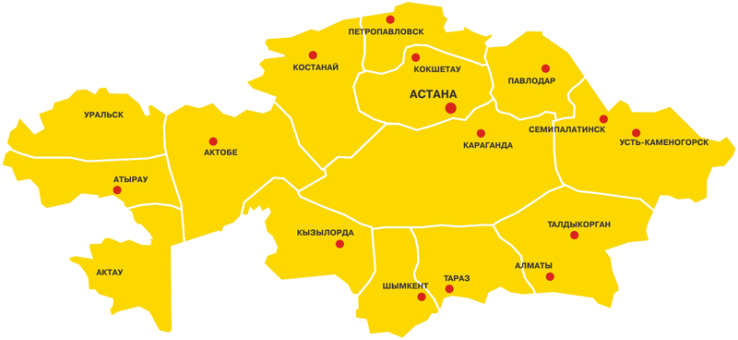 ПЕТРОПАВЛОВСК
КОСТАНАЙ
КОКШЕТАУ
ПАВЛОДАР
АСТАНА
УРАЛЬСК
СЕМИПАЛАТИНСК
УСТЬ-КАМЕНОГОРСК
КАРАГАНДА
АКТОБЕ
АТЫРАУ
ТАЛДЫКОРГАН
КЫЗЫЛОРДА
АЛМАТЫ
АКТАУ
ТАРАЗ
ШЫМКЕНТ